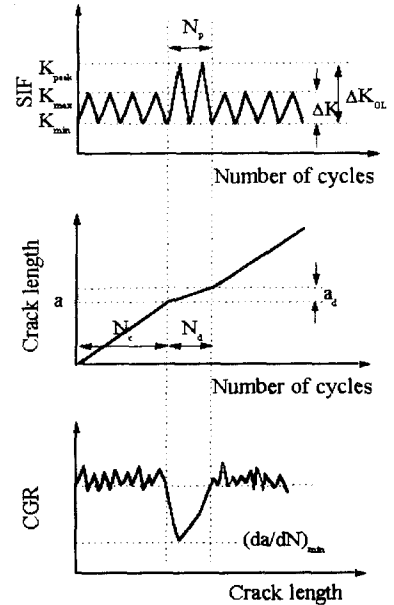 N_p
SIF
K_peak
K_max
K_min
ΔK
ΔK_OL
Number of cycles
Crack length
a
a_d
N_c
N_d
Number of cycles
CGR
(da/dN)_min
Crack length